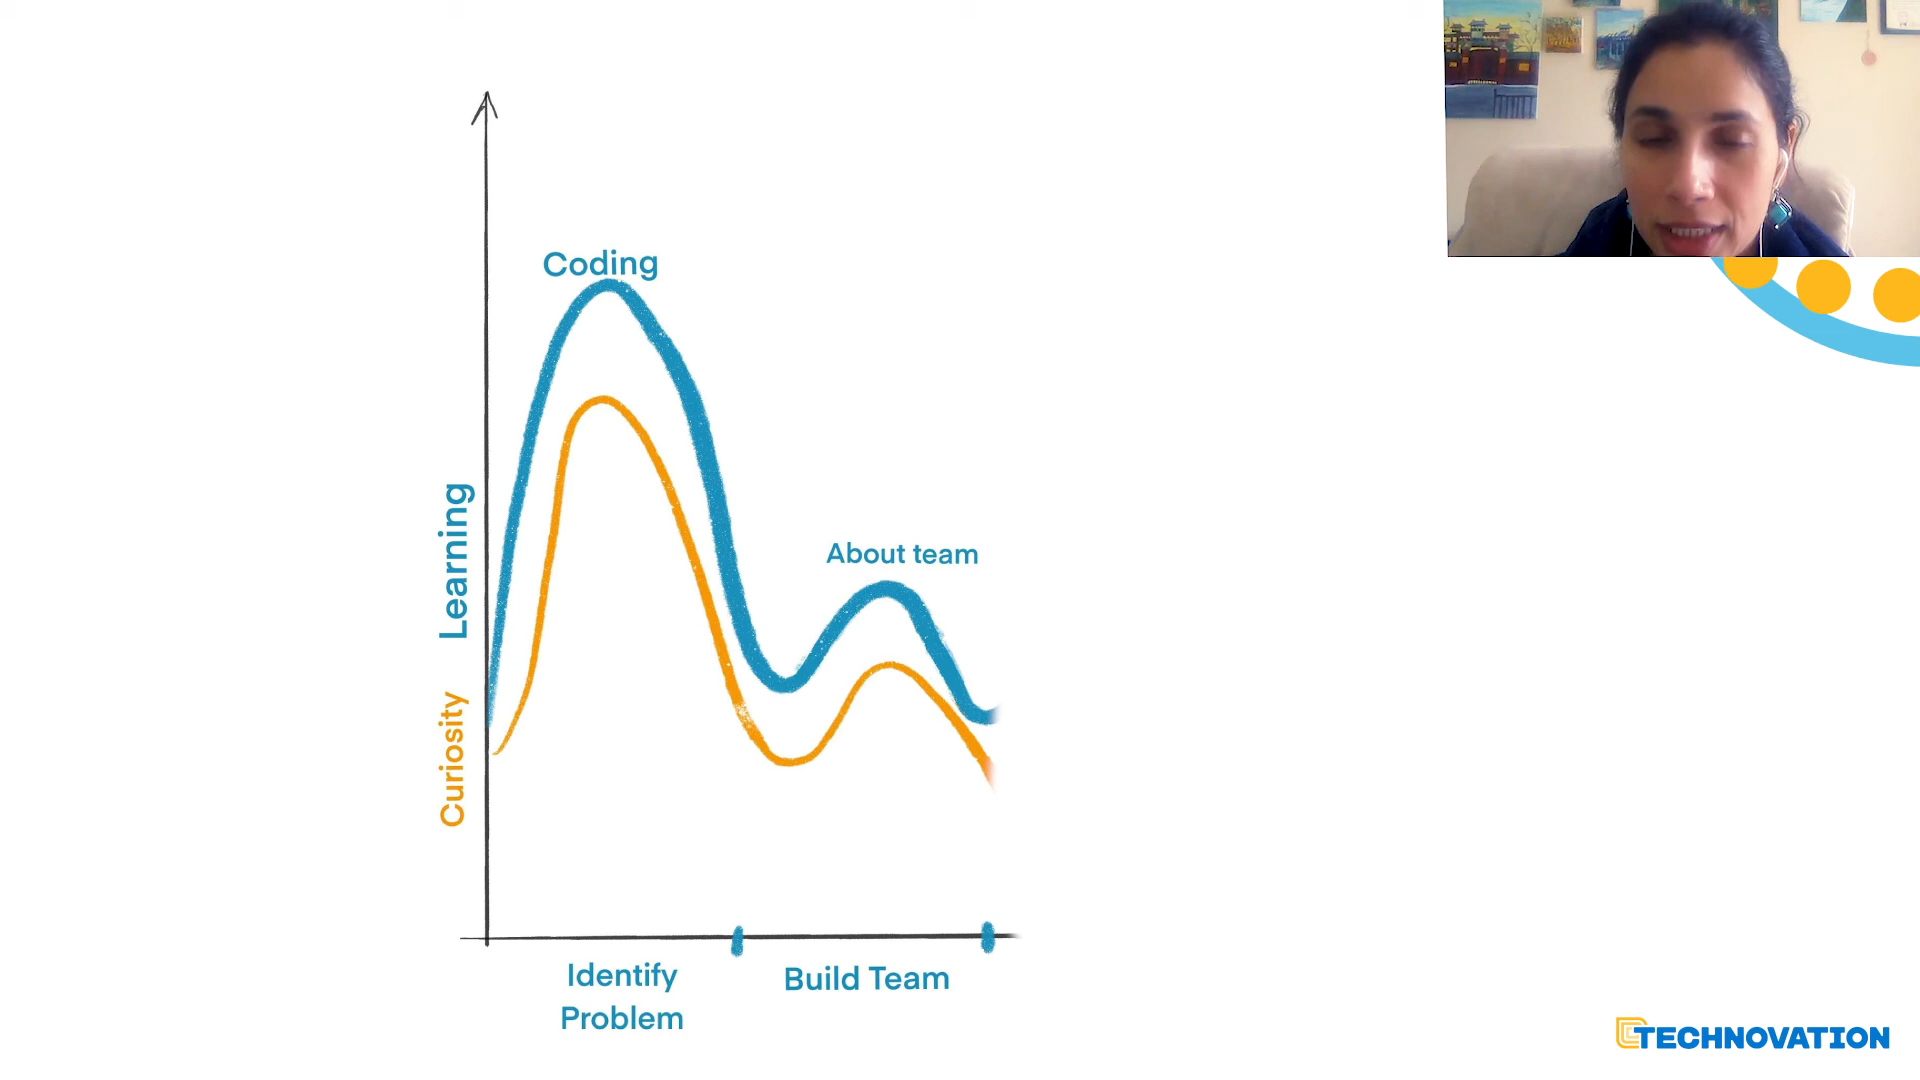 Coding
About team
Learning
Curiosity
Identify
Problem
Build Team
TECHNOVATION